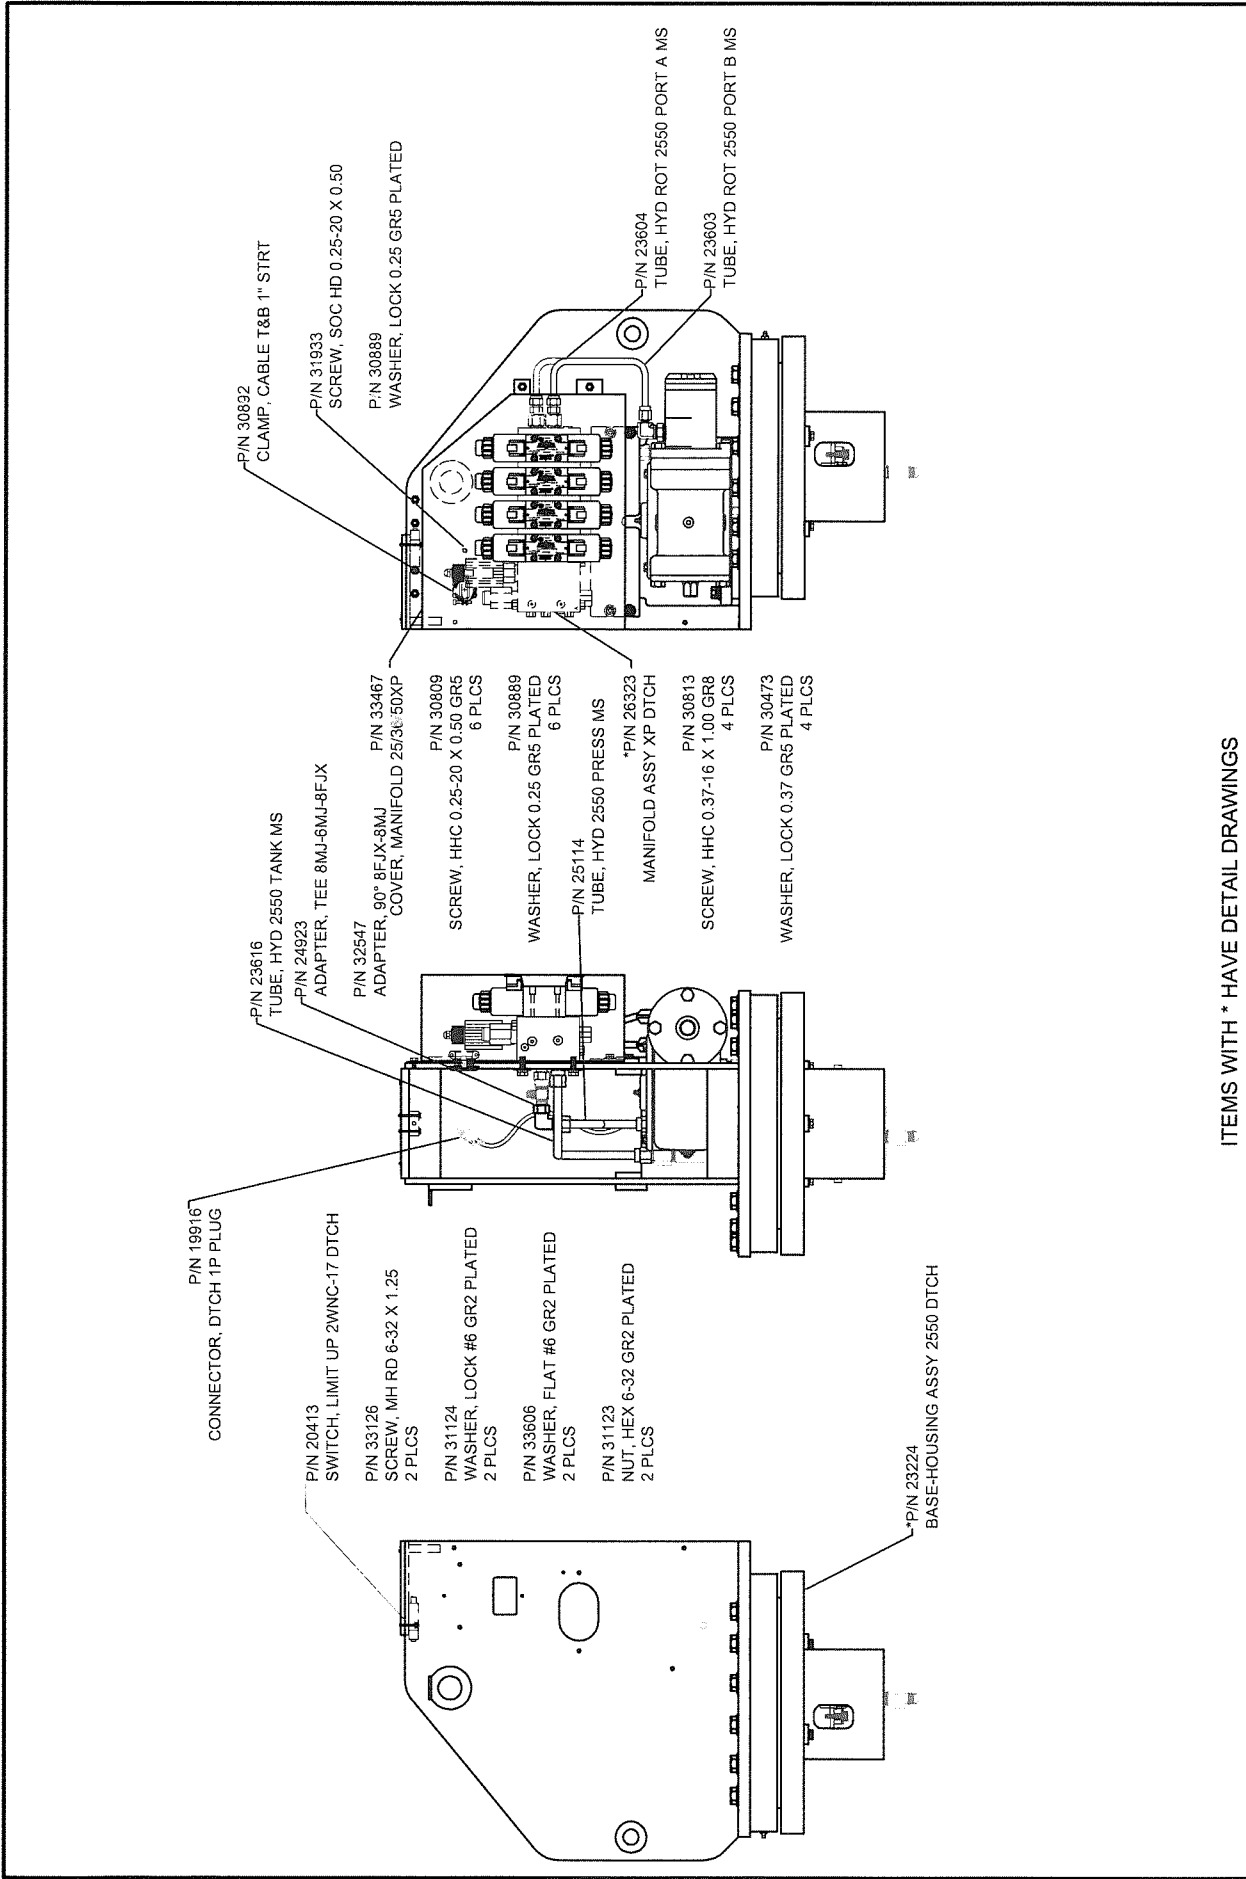 P/N 20413
SWITCH, LIMIT UP 2WNC-17 DTCH
P/N 33126
SCREW, MH RD 6-32 X 1.25
2 PLCS
P/N 31124
WASHER, LOCK #6 GR2 PLATED
2 PLCS
P/N 33606
WASHER, FLAT #6 GR2 PLATED
2 PLCS
P/N 31123
NUT, HEX 6-32 GR2 PLATED
2 PLCS
*P/N 23224
BASE-HOUSING ASSY 2550 DTCH
P/N 19916
CONNECTOR, DTCH 1P PLUG
P/N 23616
TUBE, HYD 2550 TANK MS
P/N 24923
ADAPTER, TEE 8MJ-6MJ-8FJX
P/N 32547
ADAPTER, 90° 8FJX-8MJ
P/N 25114
TUBE, HYD 2550 PRESS MS
P/N 33467
COVER, MANIFOLD 25/36/50XP
P/N 30809
SCREW, HHC 0.25-20 X 0.50 GR5
6 PLCS
P/N 30889
WASHER, LOCK 0.25 GR5 PLATED
6 PLCS
*P/N 26323
MANIFOLD ASSY XP DTCH
P/N 30813
SCREW, HHC 0.37-16 X 1.00 GR8
4 PLCS
P/N 30473
WASHER, LOCK 0.37 GR5 PLATED
4 PLCS
P/N 30892
CLAMP, CABLE T&B 1" STRT
P/N 31933
SCREW, SOC HD 0.25-20 X 0.50
P/N 30889
WASHER, LOCK 0.25 GR5 PLATED
P/N 23604
TUBE, HYD ROT 2550 PORT A MS
P/N 23603
TUBE, HYD ROT 2550 PORT B MS
ITEMS WITH * HAVE DETAIL DRAWINGS